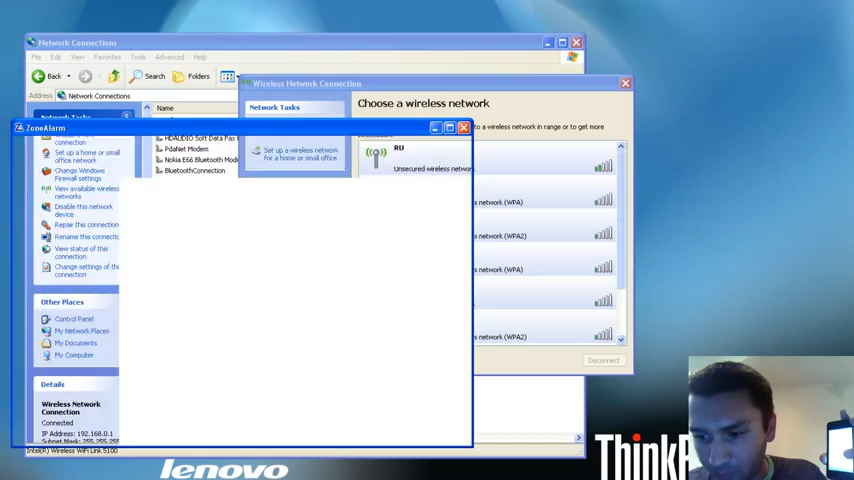 Network Connections
File Edit View Favorites Tools Advanced Help
Back Search Folders
Address Network Connections
Name
HDAUDIO Soft Data Fax
PdaNet Modem
Nokia E66 Bluetooth Mode
BluetoothConnection
Wireless Network Connection
Network Tasks
Set up a wireless network
for a home or small office
Choose a wireless network
to a wireless network in range or to get more
RU
Unsecured wireless network
network (WPA)
s network (WPA2)
s network (WPA)
s network (WPA2)
Disconnect
ZoneAlarm
Set up a home or small
office network
Change Windows
Firewall settings
View available wireless
networks
Disable this network
device
Repair this connection
Rename this connectio
View status of this
connection
Change settings of this
connection
Other Places
Control Panel
My Network Places
My Documents
My Computer
Details
Wireless Network
Connection
Connected
IP Address: 192.168.0.1
Subnet Mask: 255.255.255
Intel(R) Wireless WiFi Link 5100
lenovo
ThinkP